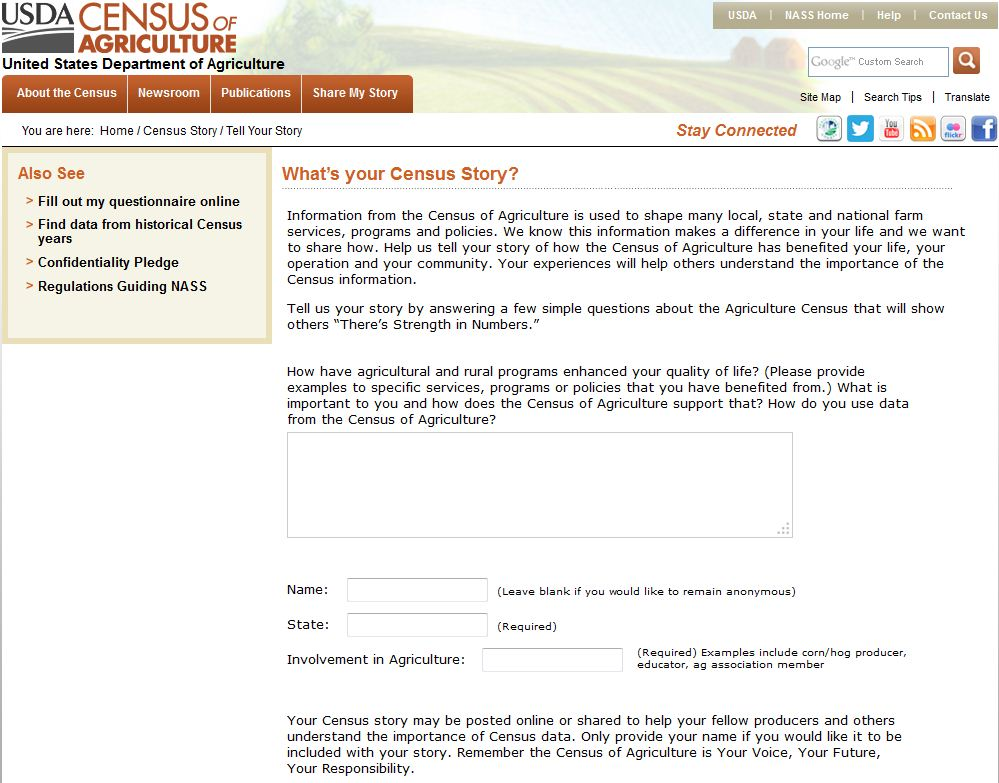 USDA CENSUS OF
AGRICULTURE
United States Department of Agriculture
USDA | NASS Home | Help | Contact Us
Google™ Custom Search
About the Census
Newsroom
Publications
Share My Story
Site Map | Search Tips | Translate
You are here: Home / Census Story / Tell Your Story
Stay Connected
You
Tube
flickr
f
Also See
> Fill out my questionnaire online
> Find data from historical Census
years
> Confidentiality Pledge
> Regulations Guiding NASS
What's your Census Story?
Information from the Census of Agriculture is used to shape many local, state and national farm
services, programs and policies. We know this information makes a difference in your life and we want
to share how. Help us tell your story of how the Census of Agriculture has benefited your life, your
operation and your community. Your experiences will help others understand the importance of the
Census information.
Tell us your story by answering a few simple questions about the Agriculture Census that will show
others “There’s Strength in Numbers.”
How have agricultural and rural programs enhanced your quality of life? (Please provide
examples to specific services, programs or policies that you have benefited from.) What is
important to you and how does the Census of Agriculture support that? How do you use data
from the Census of Agriculture?
Name: (Leave blank if you would like to remain anonymous)
State: (Required)
Involvement in Agriculture: (Required) Examples include corn/hog producer,
educator, ag association member
Your Census story may be posted online or shared to help your fellow producers and others
understand the importance of Census data. Only provide your name if you would like it to be
included with your story. Remember the Census of Agriculture is Your Voice, Your Future,
Your Responsibility.